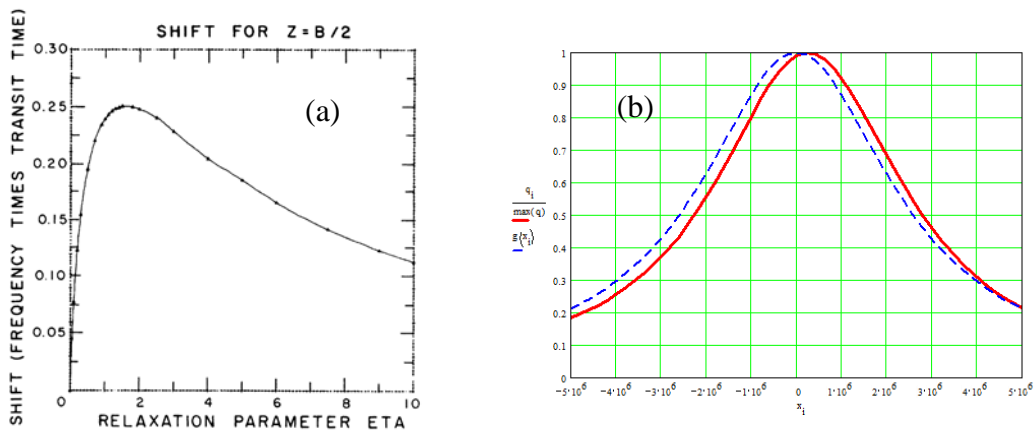 SHIFT FOR Z = B/2
SHIFT (FREQUENCY TIMES TRANSIT TIME)
0.30
0.25
0.20
0.15
0.10
0.05
0 2 4 6 8 10
RELAXATION PARAMETER ETA
(a)
(b)
q_i
max(q)
g(x_i)
1
0.9
0.8
0.7
0.6
0.5
0.4
0.3
0.2
0.1
0
−5·10^6 −4·10^6 −3·10^6 −2·10^6 −1·10^6 0 1·10^6 2·10^6 3·10^6 4·10^6 5·10^6
x_i